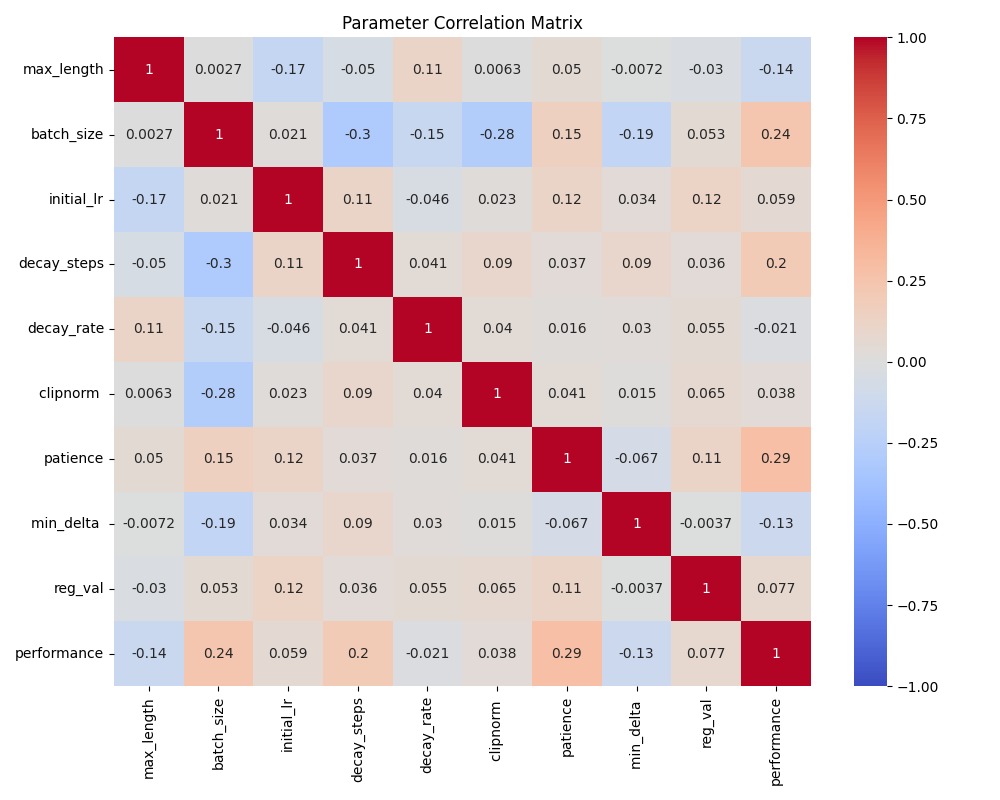 Parameter Correlation Matrix
max_length 1 0.0027 -0.17 -0.05 0.11 0.0063 0.05 -0.0072 -0.03 -0.14
batch_size 0.0027 1 0.021 -0.3 -0.15 -0.28 0.15 -0.19 0.053 0.24
initial_lr -0.17 0.021 1 0.11 -0.046 0.023 0.12 0.034 0.12 0.059
decay_steps -0.05 -0.3 0.11 1 0.041 0.09 0.037 0.09 0.036 0.2
decay_rate 0.11 -0.15 -0.046 0.041 1 0.04 0.016 0.03 0.055 -0.021
clipnorm 0.0063 -0.28 0.023 0.09 0.04 1 0.041 0.015 0.065 0.038
patience 0.05 0.15 0.12 0.037 0.016 0.041 1 -0.067 0.11 0.29
min_delta -0.0072 -0.19 0.034 0.09 0.03 0.015 -0.067 1 -0.0037 -0.13
reg_val -0.03 0.053 0.12 0.036 0.055 0.065 0.11 -0.0037 1 0.077
performance -0.14 0.24 0.059 0.2 -0.021 0.038 0.29 -0.13 0.077 1
max_length batch_size initial_lr decay_steps decay_rate clipnorm patience min_delta reg_val performance
1.00
0.75
0.50
0.25
0.00
−0.25
−0.50
−0.75
−1.00